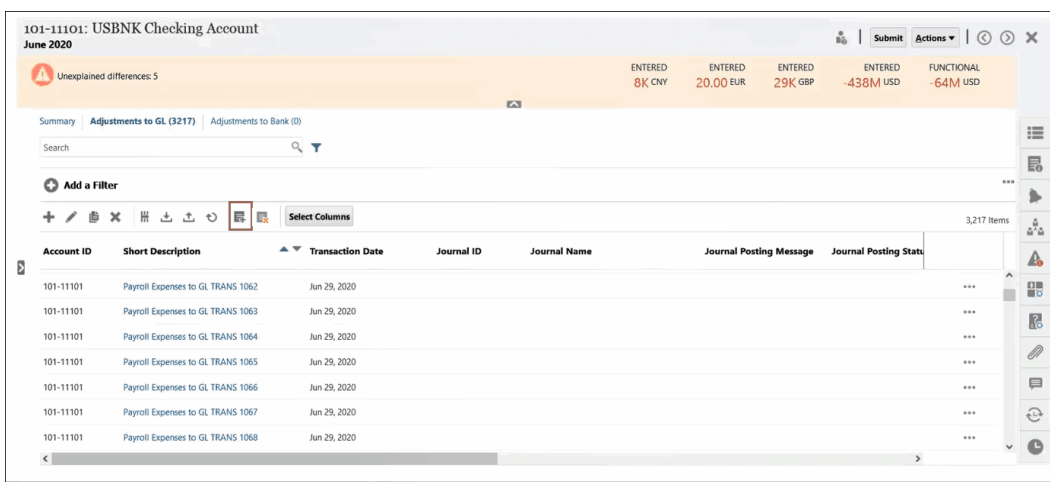 101-11101: USBNK Checking Account
June 2020
Submit Actions
Unexplained differences: 5
ENTERED ENTERED ENTERED ENTERED FUNCTIONAL
8K CNY 20.00 EUR 29K GBP -438M USD -64M USD
Summary Adjustments to GL (3217) Adjustments to Bank (0)
Search
Add a Filter
Select Columns
3,217 Items
Account ID Short Description Transaction Date Journal ID Journal Name Journal Posting Message Journal Posting Statu
101-11101 Payroll Expenses to GL TRANS 1062 Jun 29, 2020
101-11101 Payroll Expenses to GL TRANS 1063 Jun 29, 2020
101-11101 Payroll Expenses to GL TRANS 1064 Jun 29, 2020
101-11101 Payroll Expenses to GL TRANS 1065 Jun 29, 2020
101-11101 Payroll Expenses to GL TRANS 1066 Jun 29, 2020
101-11101 Payroll Expenses to GL TRANS 1067 Jun 29, 2020
101-11101 Payroll Expenses to GL TRANS 1068 Jun 29, 2020